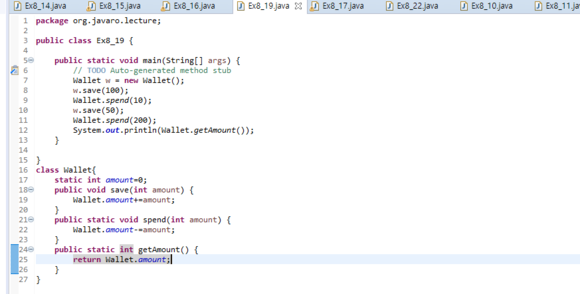 Ex8_14.java Ex8_15.java Ex8_16.java Ex8_19.java Ex8_17.java Ex8_22.java Ex8_10.java Ex8_11.jav
1 package org.javaro.lecture;
2
3 public class Ex8_19 {
4
5 public static void main(String[] args) {
6 // TODO Auto-generated method stub
7 Wallet w = new Wallet();
8 w.save(100);
9 Wallet.spend(10);
10 w.save(50);
11 Wallet.spend(200);
12 System.out.println(Wallet.getAmount());
13 }
14
15 }
16 class Wallet{
17 static int amount=0;
18 public void save(int amount) {
19 Wallet.amount+=amount;
20 }
21 public static void spend(int amount) {
22 Wallet.amount-=amount;
23 }
24 public static int getAmount() {
25 return Wallet.amount;
26 }
27 }